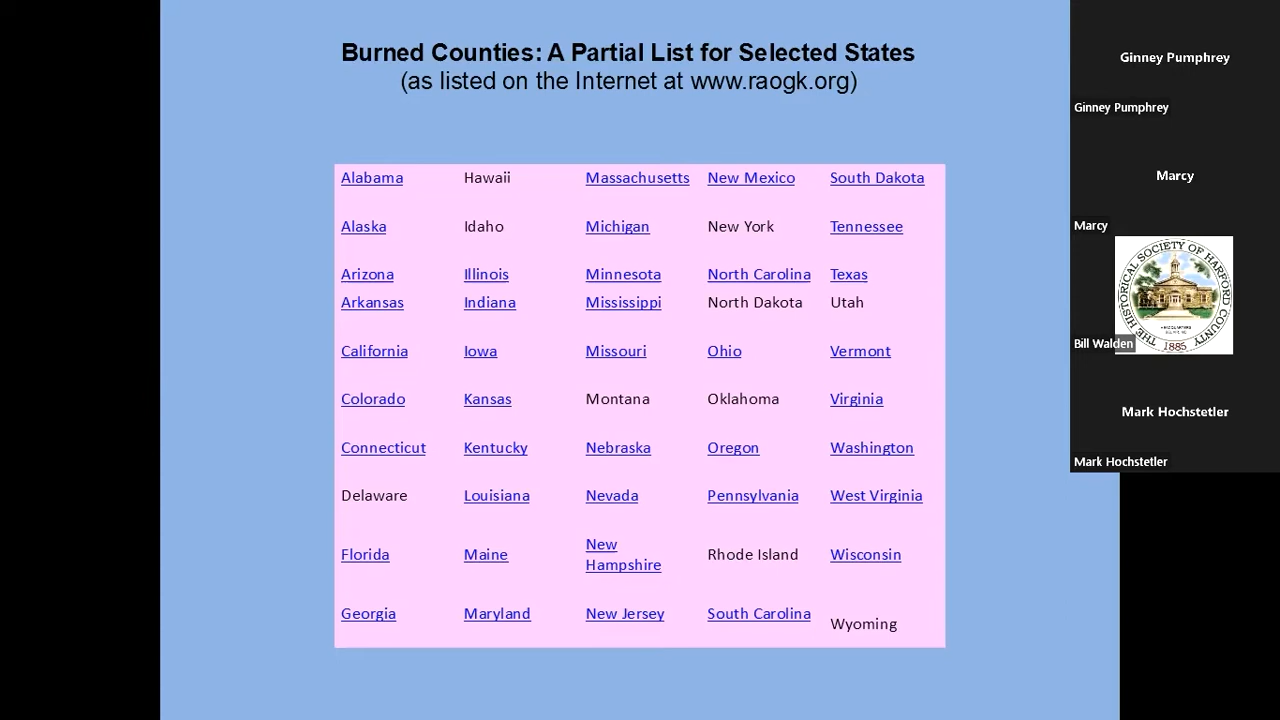 Burned Counties: A Partial List for Selected States
(as listed on the Internet at www.raogk.org)
Alabama Hawaii Massachusetts New Mexico South Dakota
Alaska Idaho Michigan New York Tennessee
Arizona Illinois Minnesota North Carolina Texas
Arkansas Indiana Mississippi North Dakota Utah
California Iowa Missouri Ohio Vermont
Colorado Kansas Montana Oklahoma Virginia
Connecticut Kentucky Nebraska Oregon Washington
Delaware Louisiana Nevada Pennsylvania West Virginia
Florida Maine New Hampshire Rhode Island Wisconsin
Georgia Maryland New Jersey South Carolina Wyoming
Ginney Pumphrey
Ginney Pumphrey
Marcy
Marcy
THE HISTORICAL SOCIETY OF HARFORD COUNTY
HEADQUARTERS
1885
Bill Walden
Mark Hochstetler
Mark Hochstetler